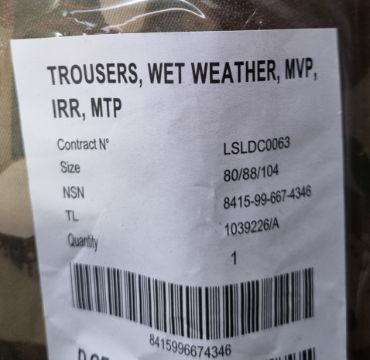 TROUSERS, WET WEATHER, MVP,
IRR, MTP
Contract N° LSLDC0063
Size 80/88/104
NSN 8415-99-667-4346
TL 1039226/A
Quantity 1
8415996674346